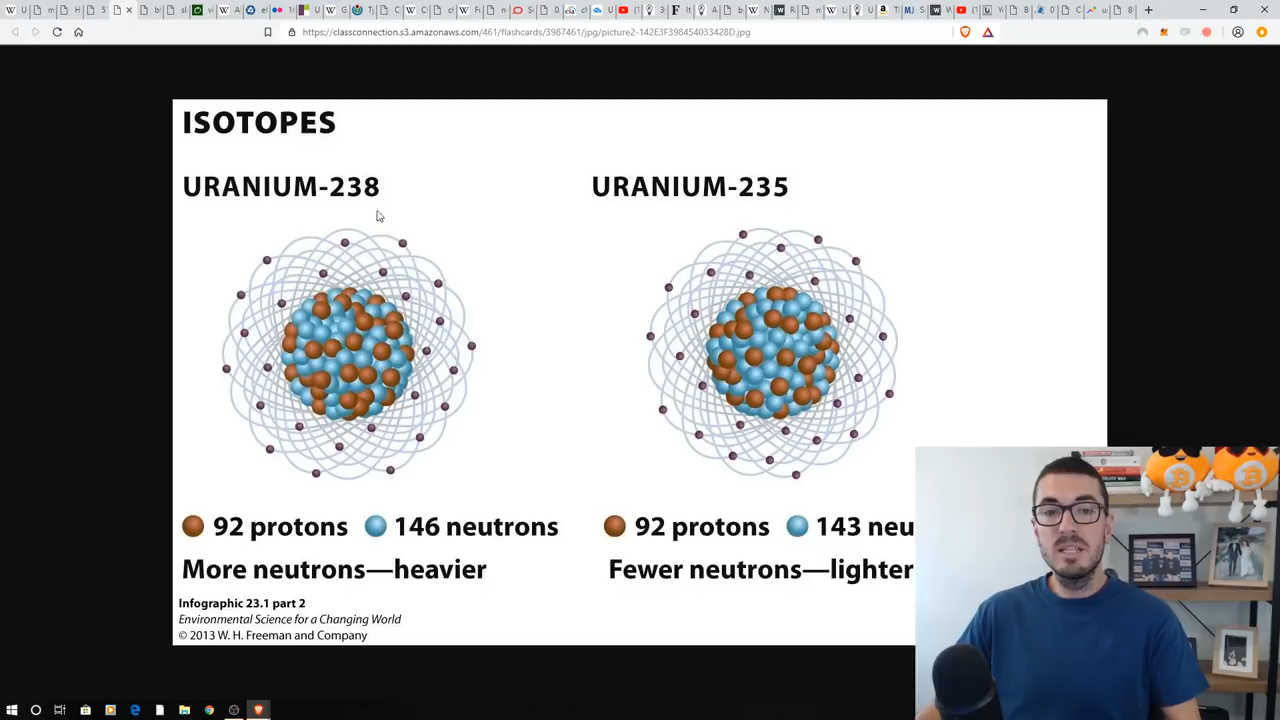 https://classconnection.s3.amazonaws.com/461/flashcards/3987461/jpg/picture2-142E3F398454033428D.jpg
ISOTOPES
URANIUM-238
URANIUM-235
92 protons
146 neutrons
92 protons
143 neu
More neutrons—heavier
Fewer neutrons—lighter
Infographic 23.1 part 2
Environmental Science for a Changing World
© 2013 W. H. Freeman and Company